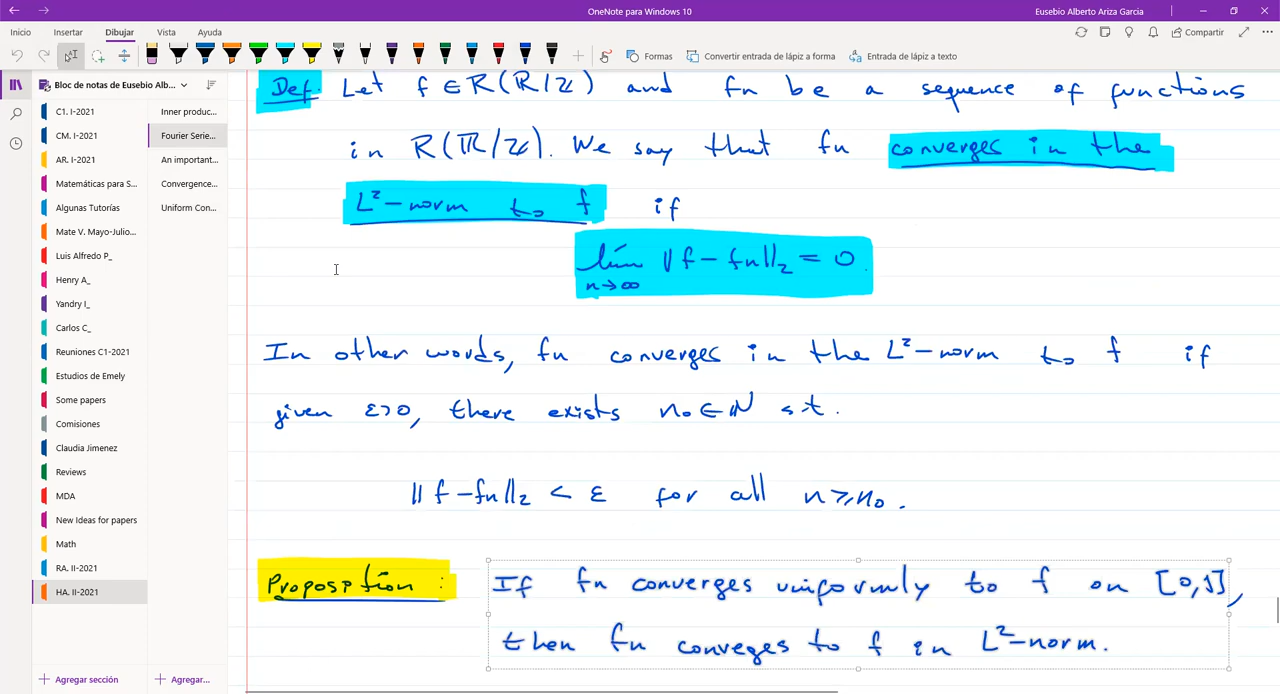 OneNote para Windows 10
Eusebio Alberto Ariza Garcia
Inicio Insertar Dibujar Vista Ayuda
Compartir
Formas Convertir entrada de lápiz a forma Entrada de lápiz a texto
Bloc de notas de Eusebio Alb...
C1. I-2021
CM. I-2021
AR. I-2021
Matemáticas para S...
Algunas Tutorías
Mate V. Mayo-Julio...
Luis Alfredo P_
Henry A_
Yandry I_
Carlos C_
Reuniones C1-2021
Estudios de Emely
Some papers
Comisiones
Claudia Jimenez
Reviews
MDA
New Ideas for papers
Math
RA. II-2021
HA. II-2021
Agregar sección
Inner produc...
Fourier Serie...
An important...
Convergence...
Uniform Con...
Agregar...
Def. Let f ∈ R(R/Z) and fn be a sequence of functions
in R(R/Z). We say that fn converges in the
L²-norm to f if
lím ||f - fn||₂ = 0
n→∞
In other words, fn converges in the L²-norm to f if
given ε>0, there exists n₀ ∈ N s.t.
||f - fn||₂ < ε for all n ≥ n₀.
Proposition: If fn converges uniformly to f on [0,1],
then fn conveges to f in L²-norm.